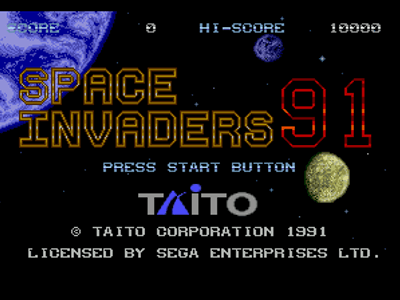 SCORE 0 HI-SCORE 10000
SPACE
INVADERS 91
PRESS START BUTTON
TAITO
© TAITO CORPORATION 1991
LICENSED BY SEGA ENTERPRISES LTD.